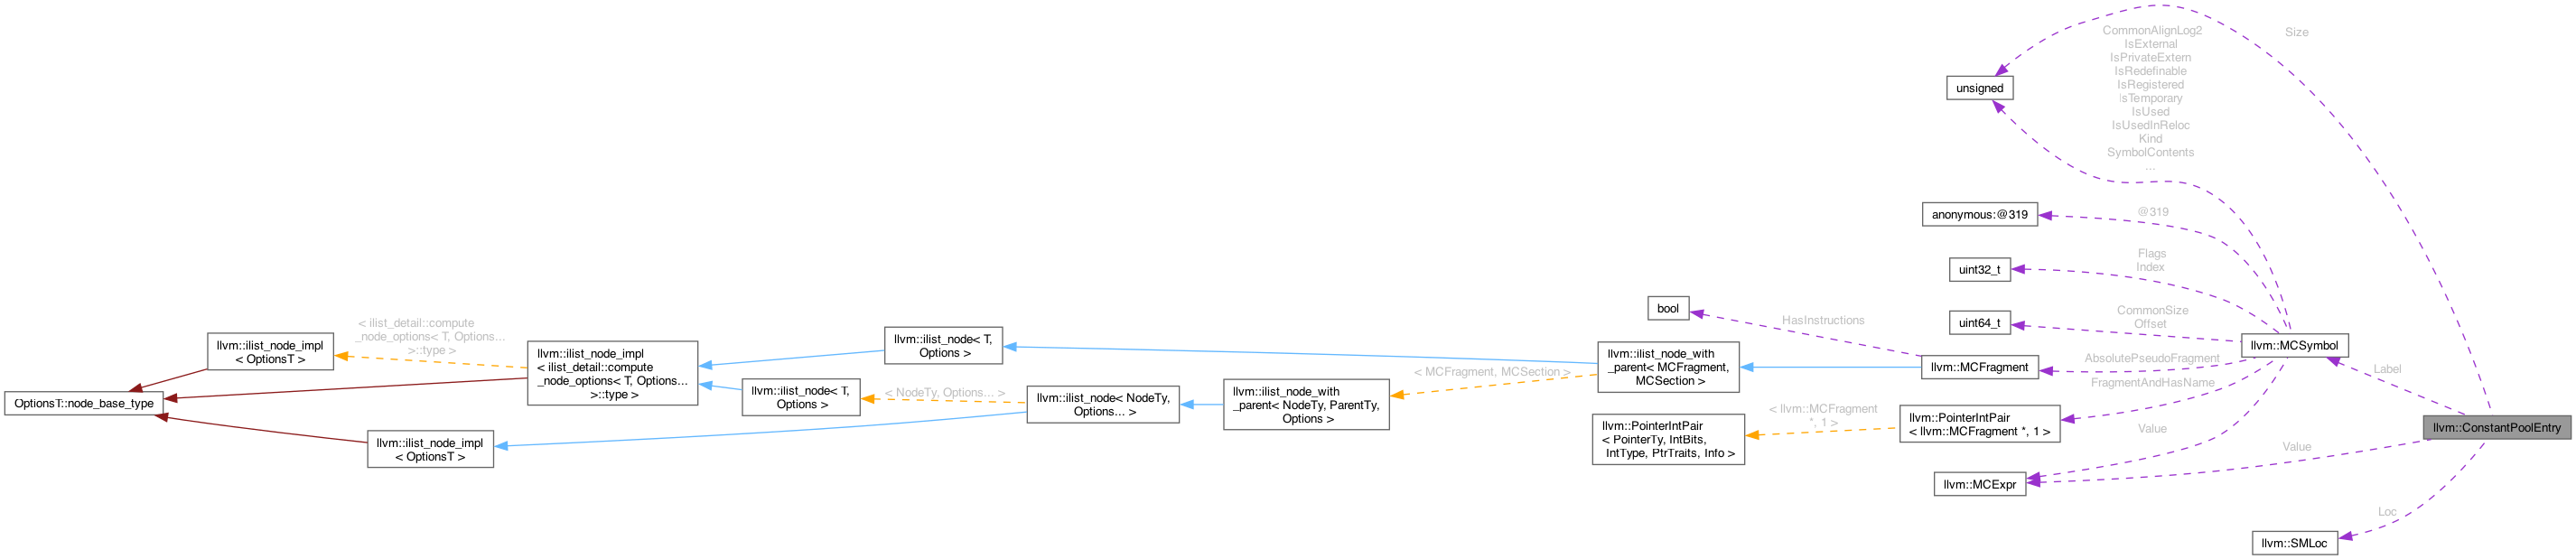 OptionsT::node_base_type
llvm::ilist_node_impl
< OptionsT >
< ilist_detail::compute
_node_options< T, Options...
>::type >
llvm::ilist_node_impl
< OptionsT >
llvm::ilist_node_impl
< ilist_detail::compute
_node_options< T, Options...
>::type >
llvm::ilist_node< T,
Options >
llvm::ilist_node< T,
Options >
< NodeTy, Options... >
llvm::ilist_node< NodeTy,
Options... >
llvm::ilist_node_with
_parent< NodeTy, ParentTy,
Options >
< MCFragment, MCSection >
llvm::ilist_node_with
_parent< MCFragment,
MCSection >
bool
HasInstructions
llvm::MCFragment
llvm::PointerIntPair
< PointerTy, IntBits,
IntType, PtrTraits, Info >
< llvm::MCFragment
*, 1 >
llvm::PointerIntPair
< llvm::MCFragment *, 1 >
unsigned
CommonAlignLog2
IsExternal
IsPrivateExtern
IsRedefinable
IsRegistered
IsTemporary
IsUsed
IsUsedInReloc
Kind
SymbolContents
...
Size
anonymous:@319
@319
uint32_t
Flags
Index
uint64_t
CommonSize
Offset
AbsolutePseudoFragment
FragmentAndHasName
Value
llvm::MCSymbol
Label
llvm::ConstantPoolEntry
llvm::MCExpr
Value
llvm::SMLoc
Loc